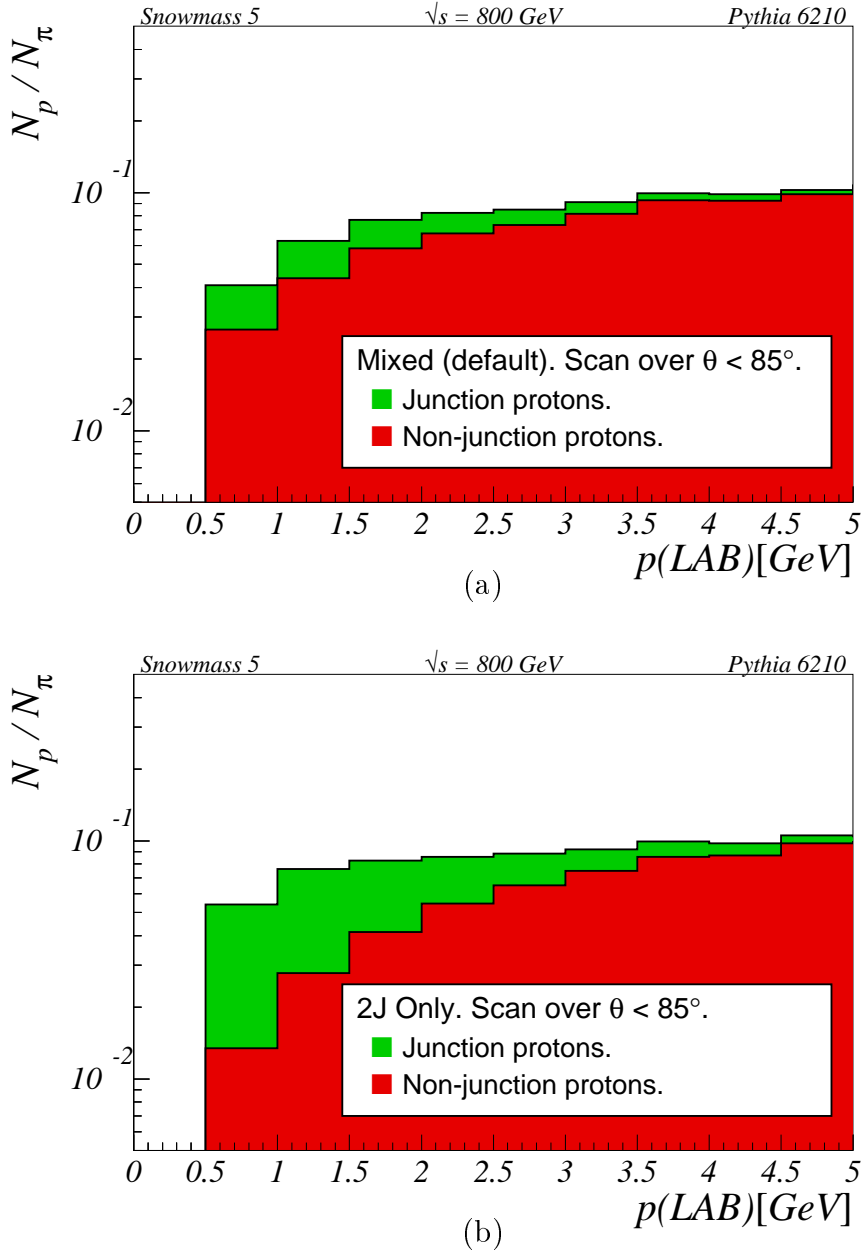 Snowmass 5 √s = 800 GeV Pythia 6210
N_p / N_π
10^-1
10^-2
Mixed (default). Scan over θ < 85°.
Junction protons.
Non-junction protons.
0 0.5 1 1.5 2 2.5 3 3.5 4 4.5 5
p(LAB)[GeV]
(a)
Snowmass 5 √s = 800 GeV Pythia 6210
N_p / N_π
10^-1
10^-2
2J Only. Scan over θ < 85°.
Junction protons.
Non-junction protons.
0 0.5 1 1.5 2 2.5 3 3.5 4 4.5 5
p(LAB)[GeV]
(b)